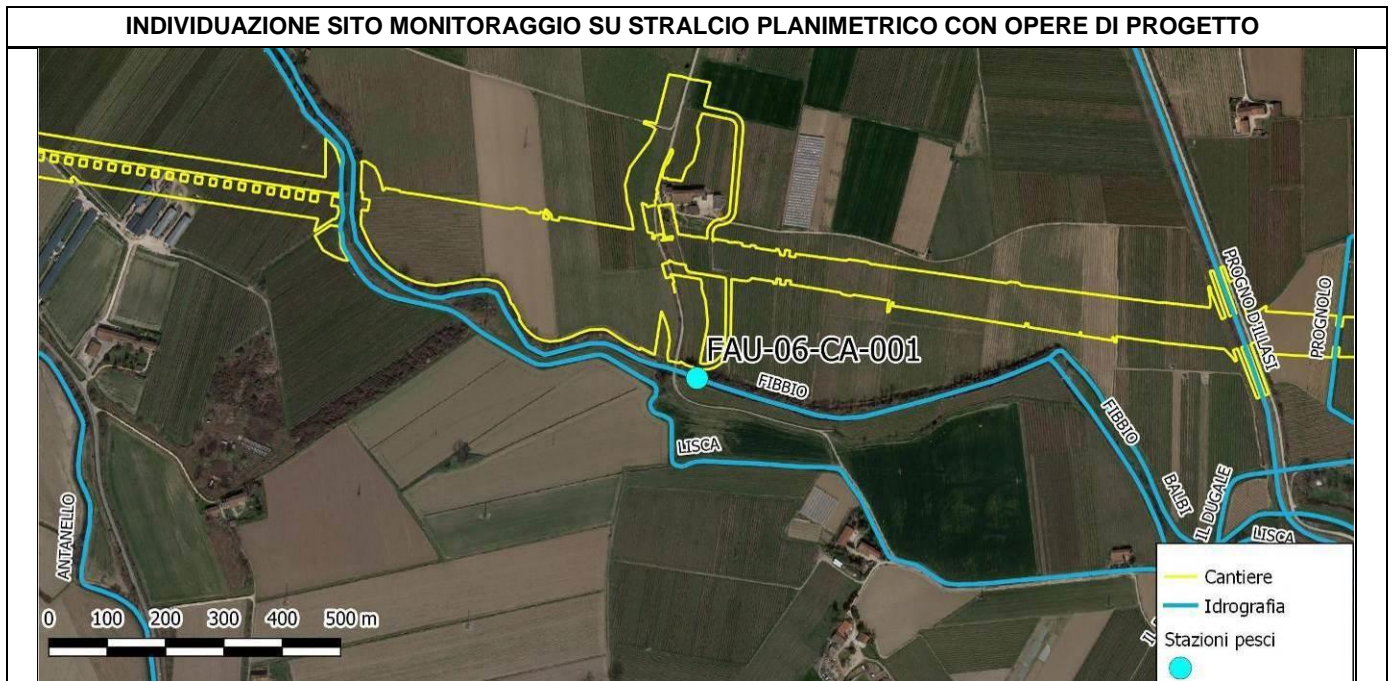 INDIVIDUAZIONE SITO MONITORAGGIO SU STRALCIO PLANIMETRICO CON OPERE DI PROGETTO
PROGNO D'ILLASI
PROGNOLO
FAU-06-CA-001
FIBBIO
FIBBIO
LISCA
BALBI
IL DUGALE
LISCA
ANTANELLO
0 100 200 300 400 500 m
Cantiere
Idrografia
Stazioni pesci